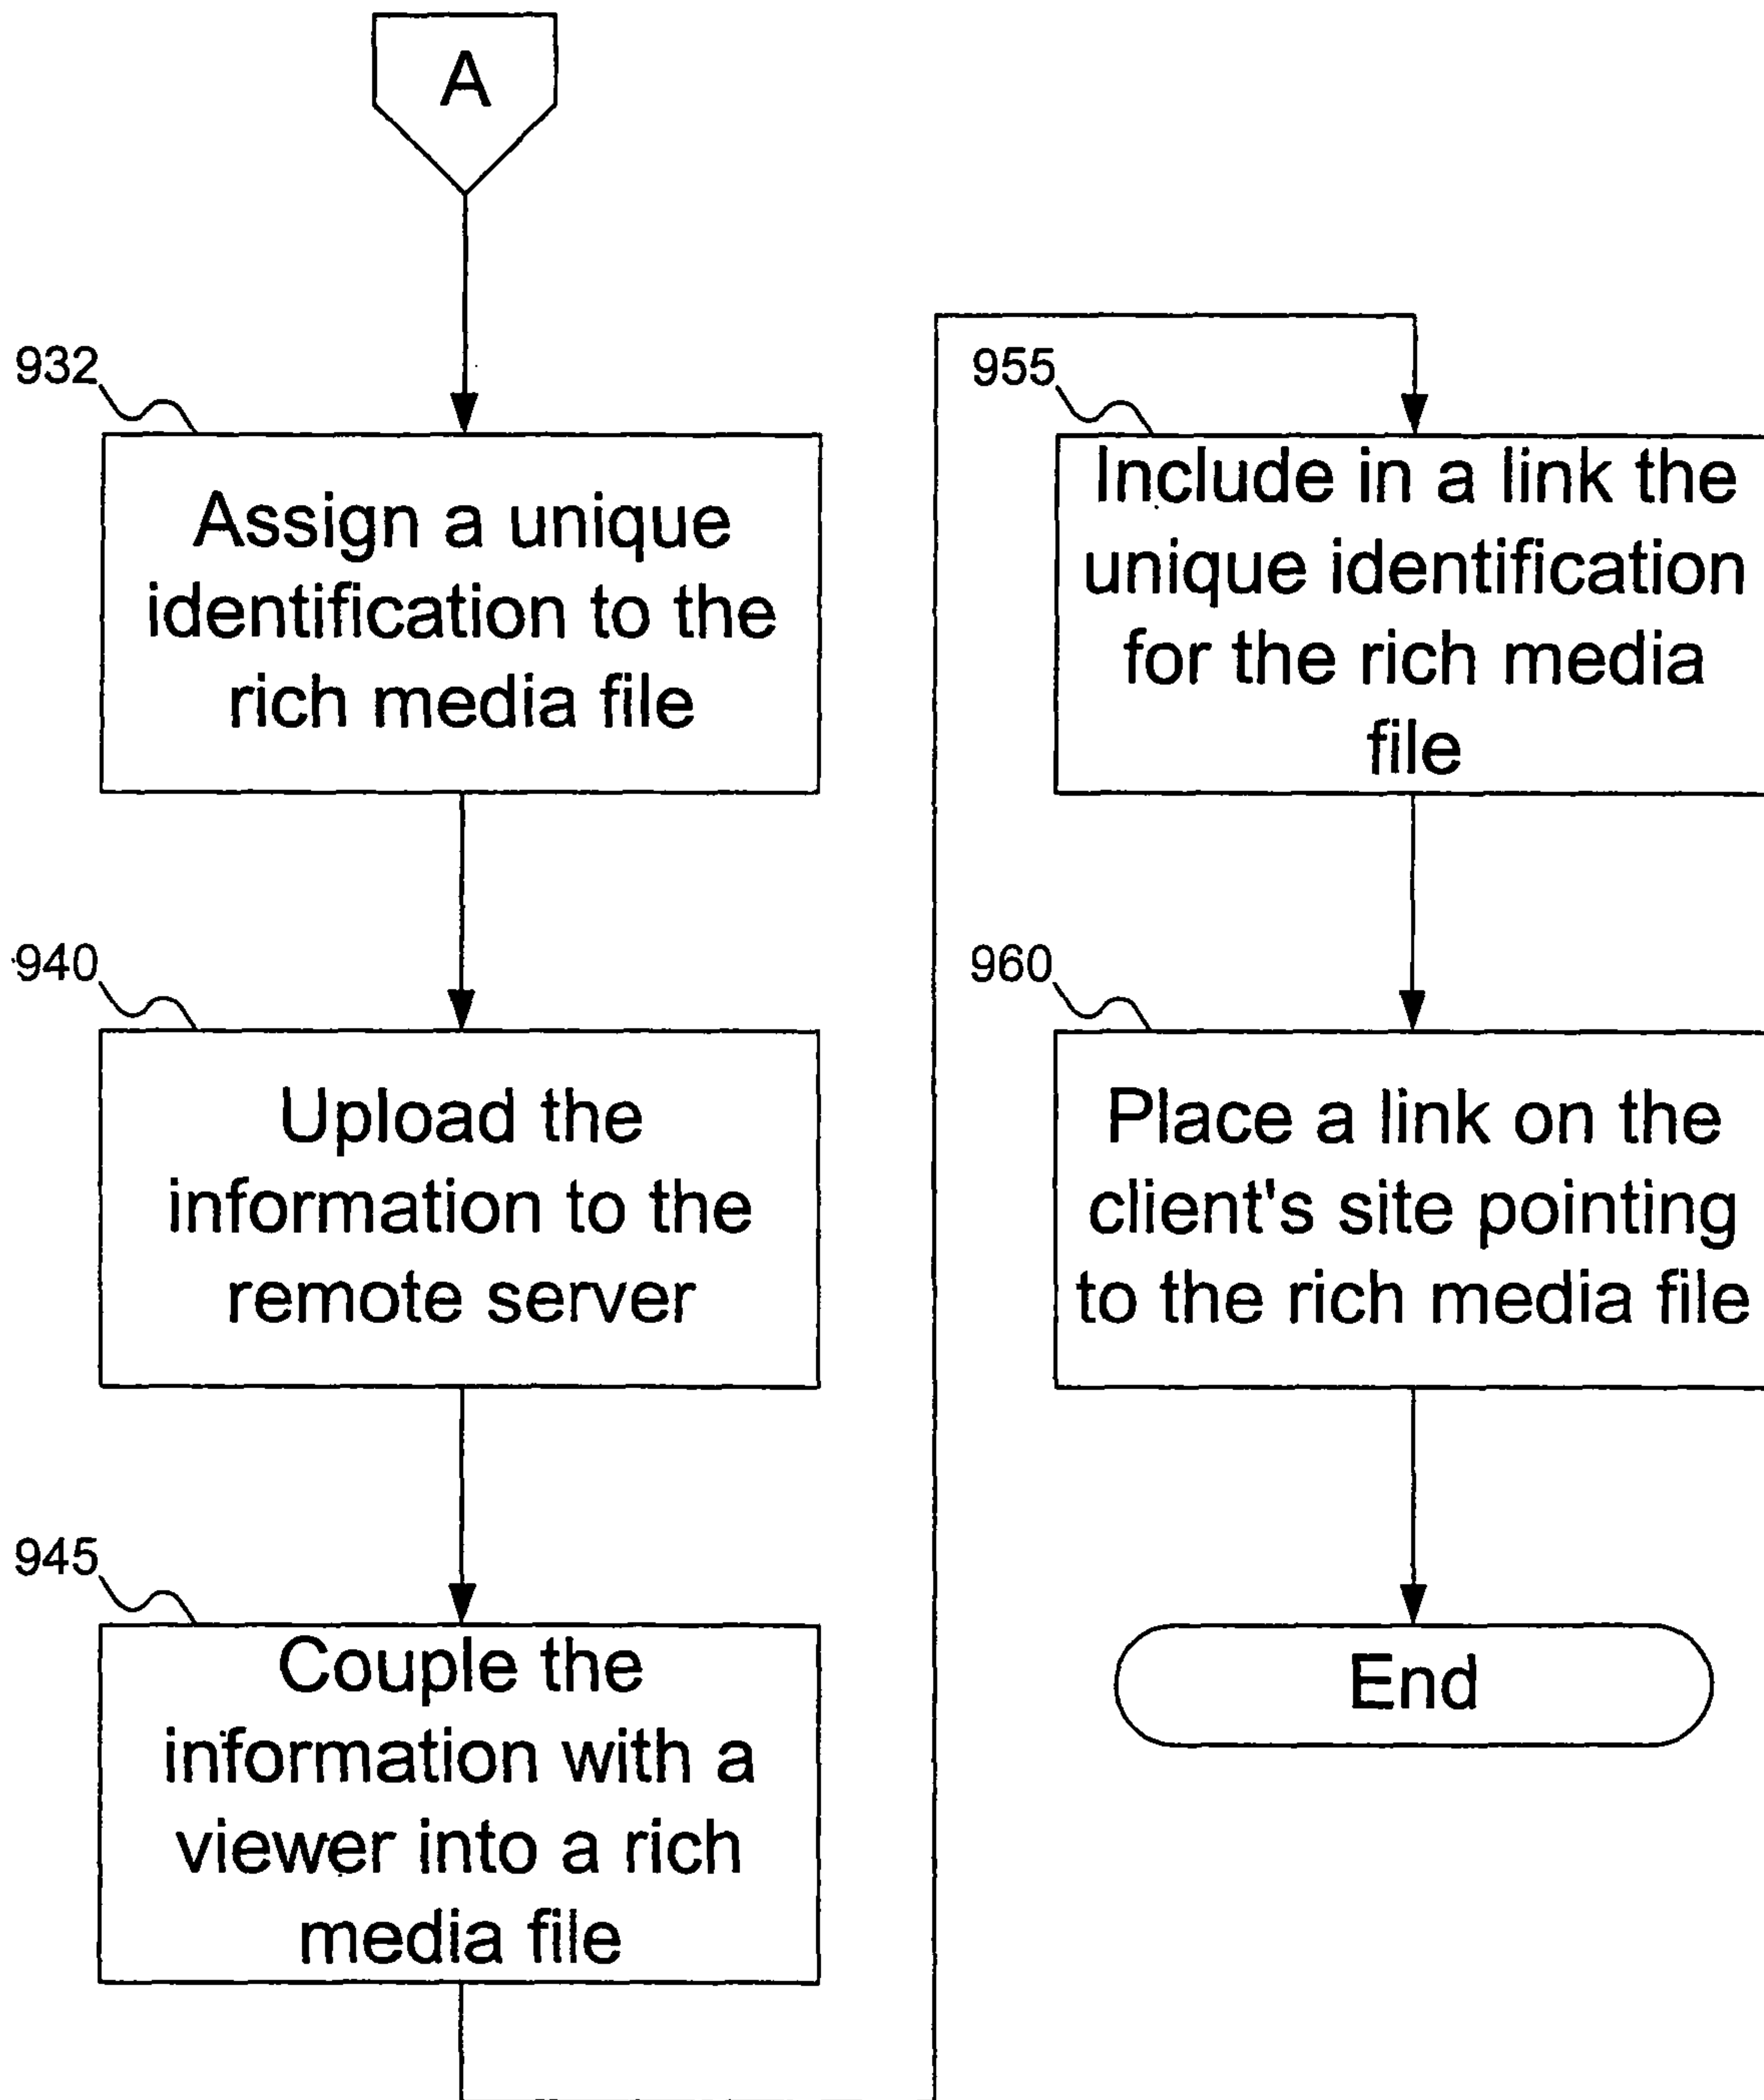 A
932
Assign a unique
identification to the
rich media file
940
Upload the
information to the
remote server
945
Couple the
information with a
viewer into a rich
media file
955
Include in a link the
unique identification
for the rich media
file
960
Place a link on the
client's site pointing
to the rich media file
End